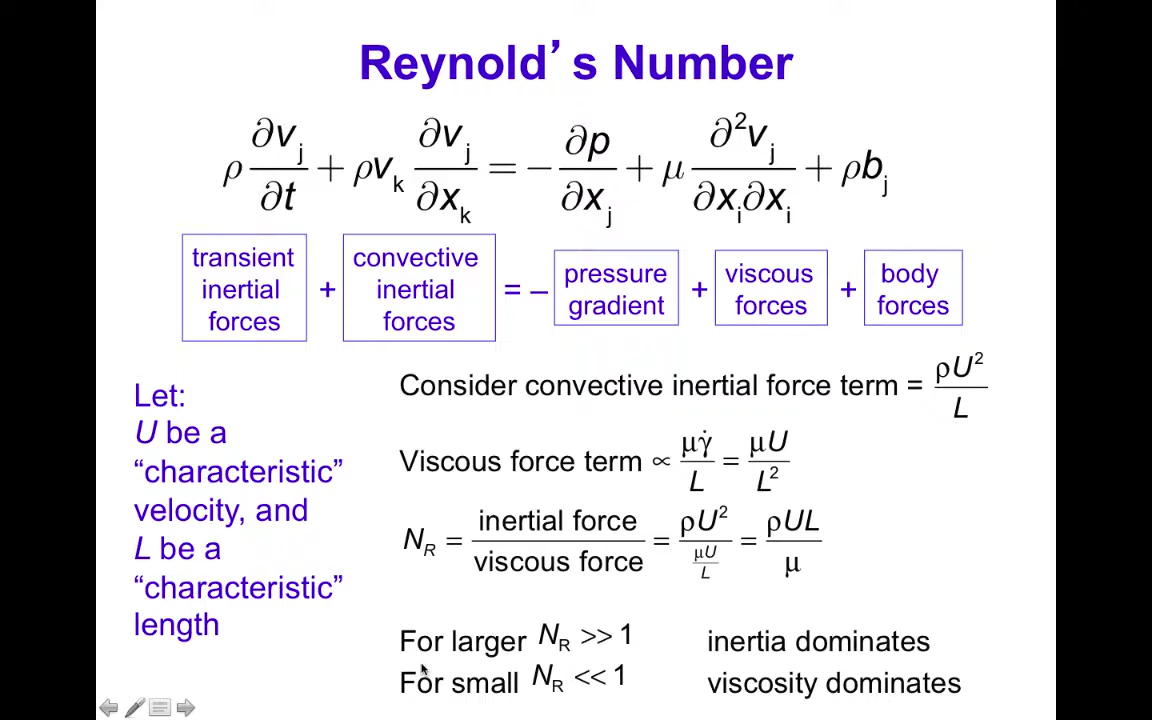 Reynold’s Number
ρ ∂v_j/∂t + ρv_k ∂v_j/∂x_k = − ∂p/∂x_j + μ ∂²v_j/∂x_i∂x_i + ρb_j
transient inertial forces + convective inertial forces = – pressure gradient + viscous forces + body forces
Let:
U be a
“characteristic”
velocity, and
L be a
“characteristic”
length
Consider convective inertial force term = ρU²/L
Viscous force term ∝ μγ̇/L = μU/L²
N_R = inertial force/viscous force = ρU²/(μU/L) = ρUL/μ
For larger N_R >> 1 inertia dominates
For small N_R << 1 viscosity dominates